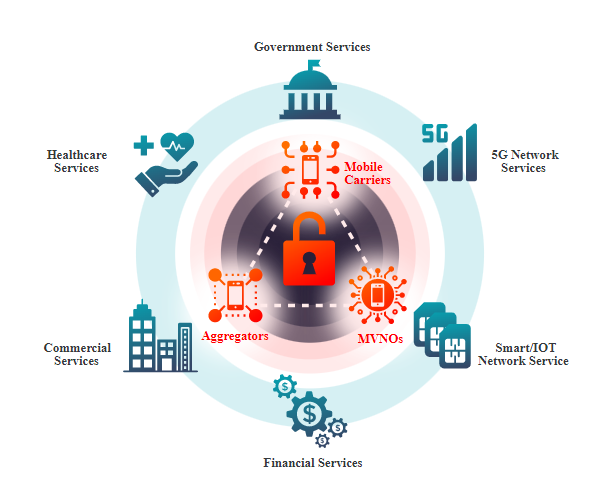 Government Services
5G
Healthcare
Services
5G Network
Services
Mobile
Carriers
Aggregators
MVNOs
Commercial
Services
Smart/IOT
Network Service
$
$
$
$
Financial Services